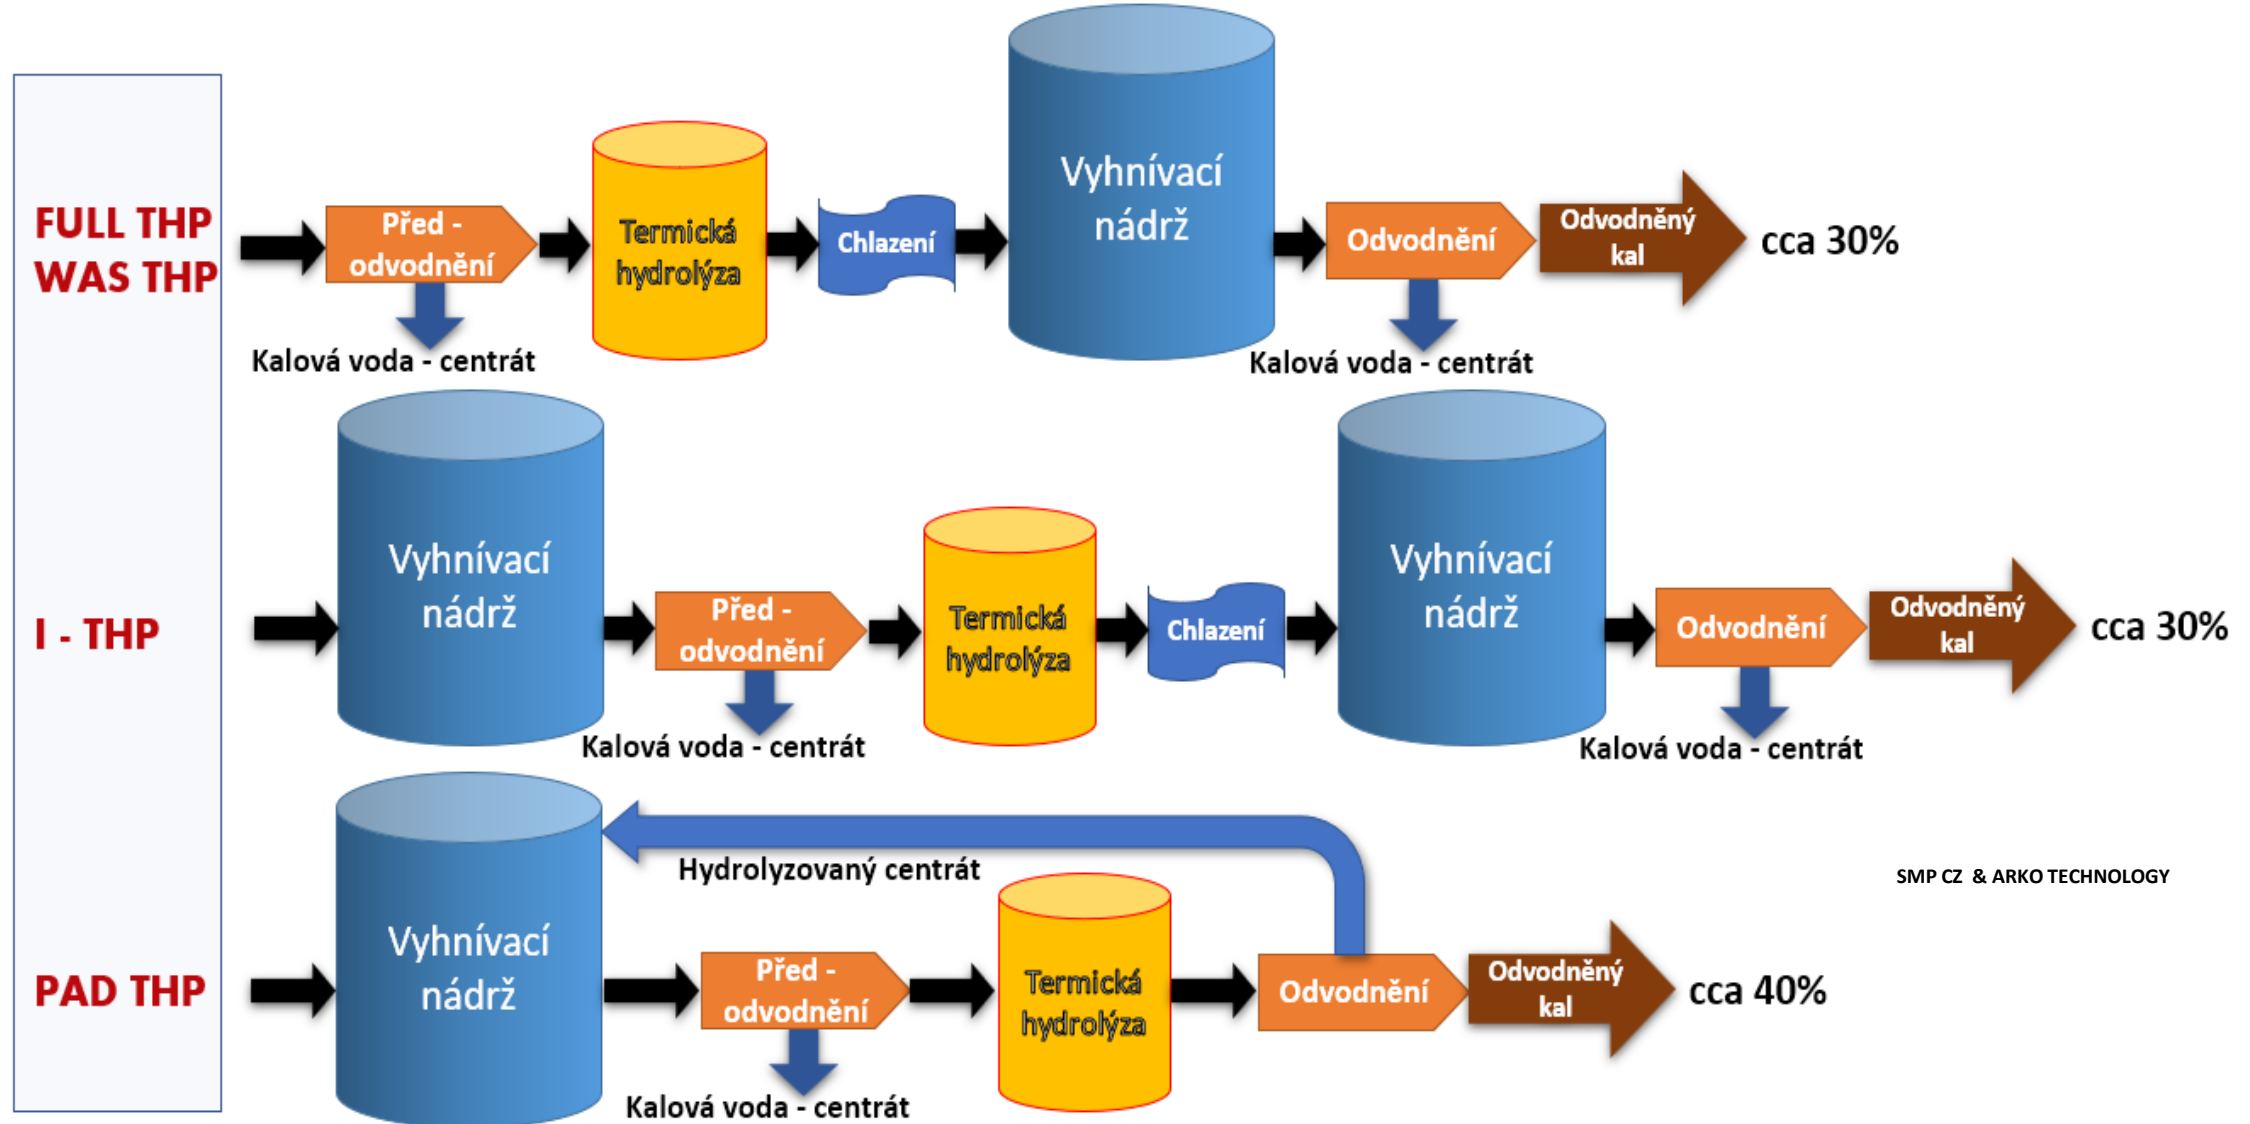 FULL THP
WAS THP
Před -
odvodnění
Kalová voda - centrát
Termická
hydrolýza
Chlazení
Vyhnívací
nádrž
Odvodnění
Kalová voda - centrát
Odvodněný
kal
cca 30%
I - THP
Vyhnívací
nádrž
Před -
odvodnění
Kalová voda - centrát
Termická
hydrolýza
Chlazení
Vyhnívací
nádrž
Odvodnění
Kalová voda - centrát
Odvodněný
kal
cca 30%
PAD THP
Vyhnívací
nádrž
Hydrolyzovaný centrát
Před -
odvodnění
Kalová voda - centrát
Termická
hydrolýza
Odvodnění
Odvodněný
kal
cca 40%
SMP CZ & ARKO TECHNOLOGY